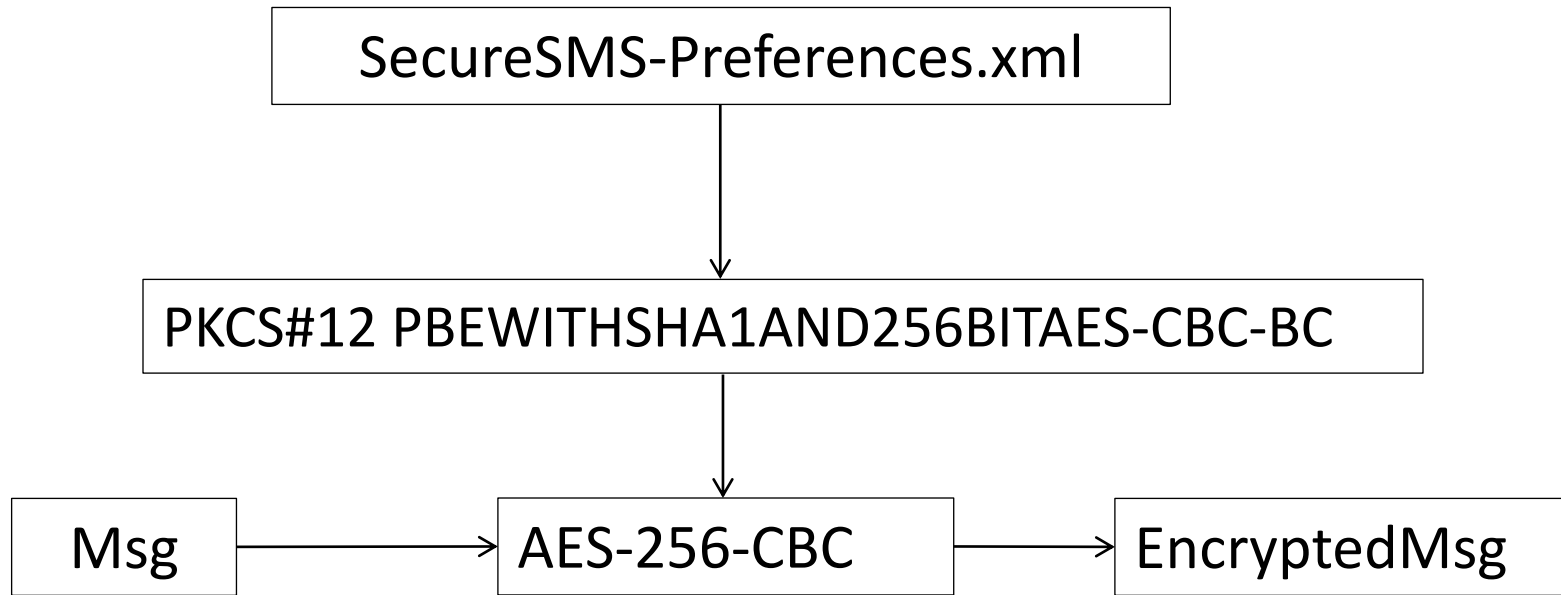 SecureSMS-Preferences.xml
PKCS#12 PBEWITHSHA1AND256BITAES-CBC-BC
Msg
AES-256-CBC
EncryptedMsg